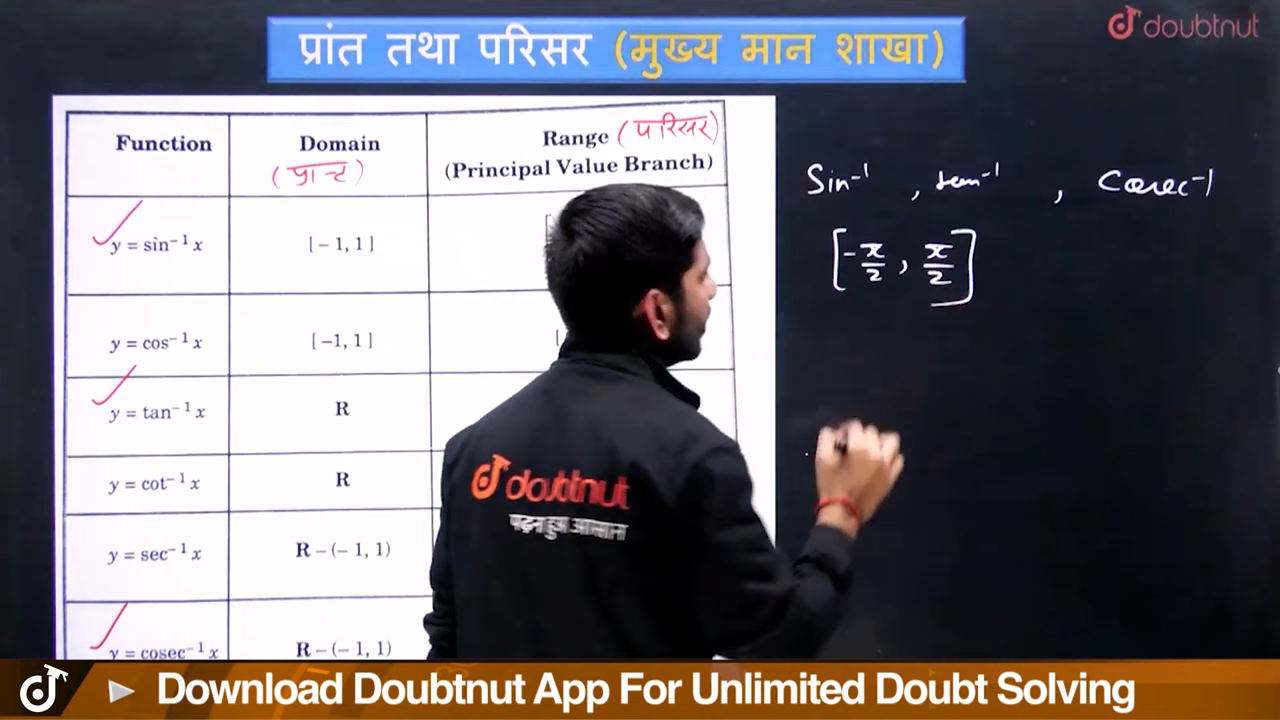 प्रांत तथा परिसर (मुख्य मान शाखा)
doubtnut
Function Domain Range (परिसर)
(प्रान्त) (Principal Value Branch)
y = sin⁻¹ x [– 1, 1]
y = cos⁻¹ x [–1, 1] [
y = tan⁻¹ x R
y = cot⁻¹ x R
y = sec⁻¹ x R – (– 1, 1)
y = cosec⁻¹ x R – (– 1, 1)
Sin⁻¹ , tan⁻¹ , Cosec⁻¹
[-π/2, π/2]
doubtnut
पढ़ना हुआ आसान
Download Doubtnut App For Unlimited Doubt Solving